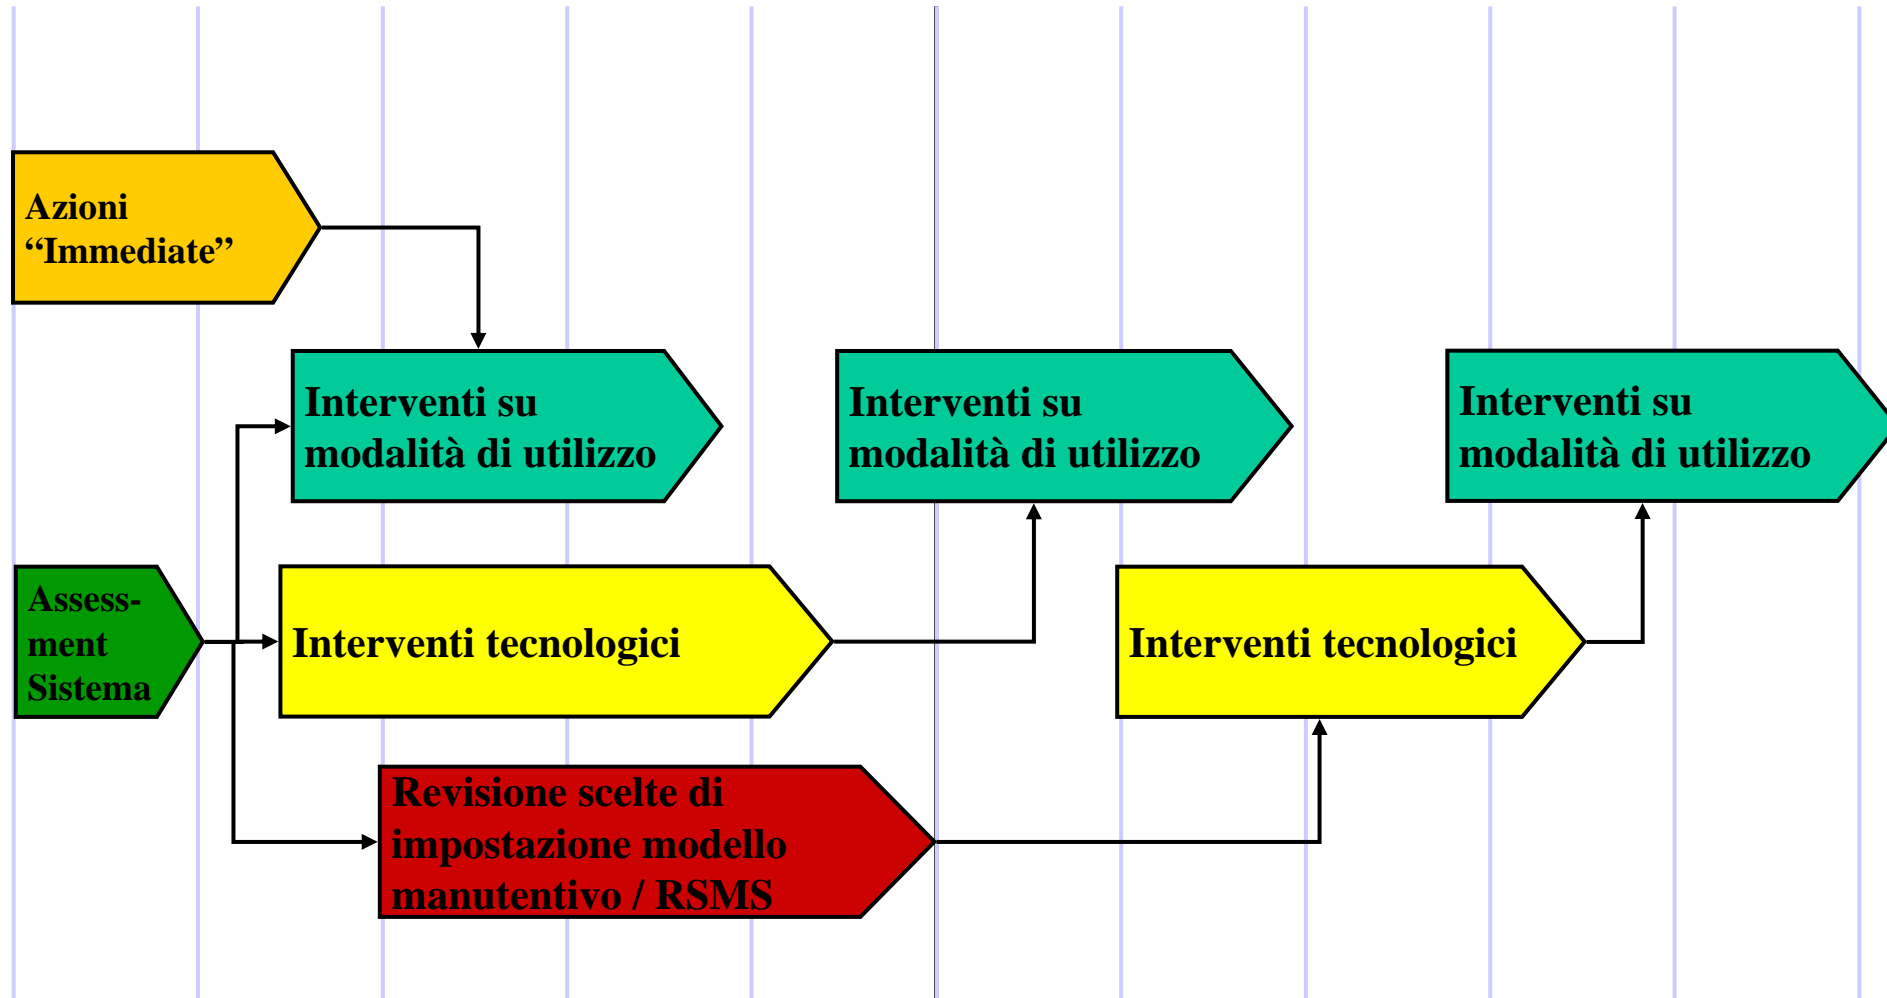 Azioni
“Immediate”
Interventi su
modalità di utilizzo
Interventi su
modalità di utilizzo
Interventi su
modalità di utilizzo
Assess-
ment
Sistema
Interventi tecnologici
Interventi tecnologici
Revisione scelte di
impostazione modello
manutentivo / RSMS